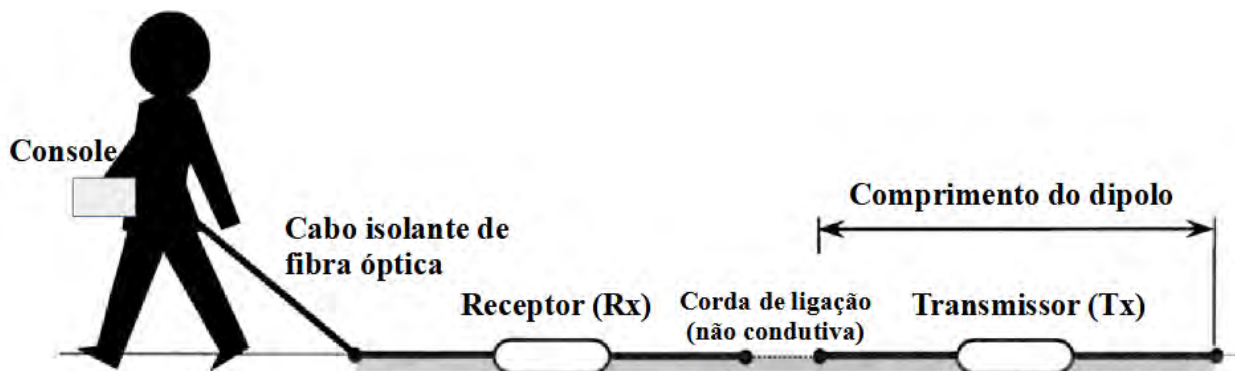 Console
Comprimento do dipolo
Cabo isolante de
fibra óptica
Receptor (Rx)
Corda de ligação
(não condutiva)
Transmissor (Tx)